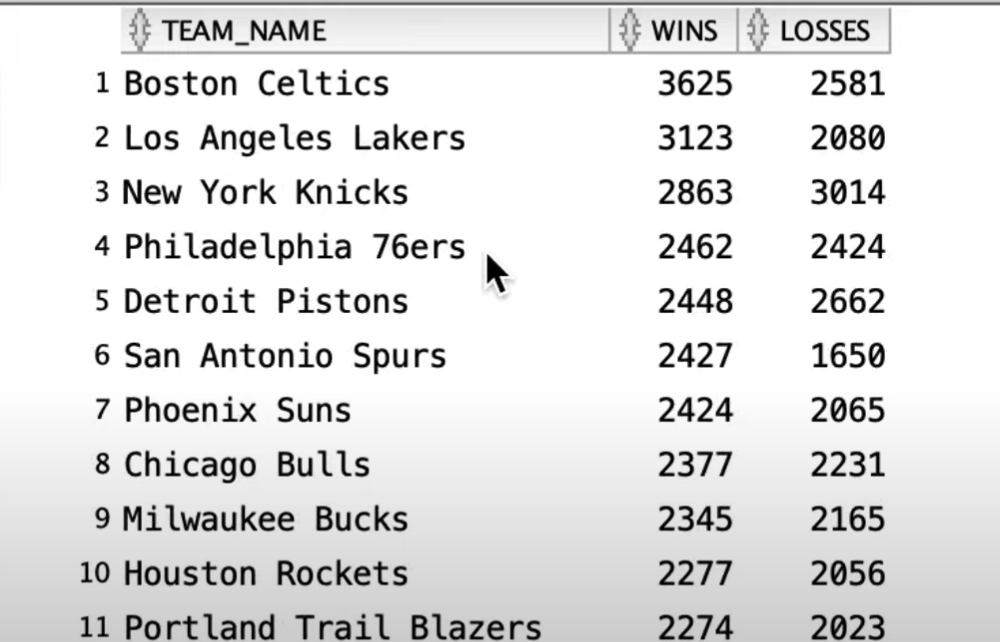 TEAM_NAME WINS LOSSES
1 Boston Celtics 3625 2581
2 Los Angeles Lakers 3123 2080
3 New York Knicks 2863 3014
4 Philadelphia 76ers 2462 2424
5 Detroit Pistons 2448 2662
6 San Antonio Spurs 2427 1650
7 Phoenix Suns 2424 2065
8 Chicago Bulls 2377 2231
9 Milwaukee Bucks 2345 2165
10 Houston Rockets 2277 2056
11 Portland Trail Blazers 2274 2023